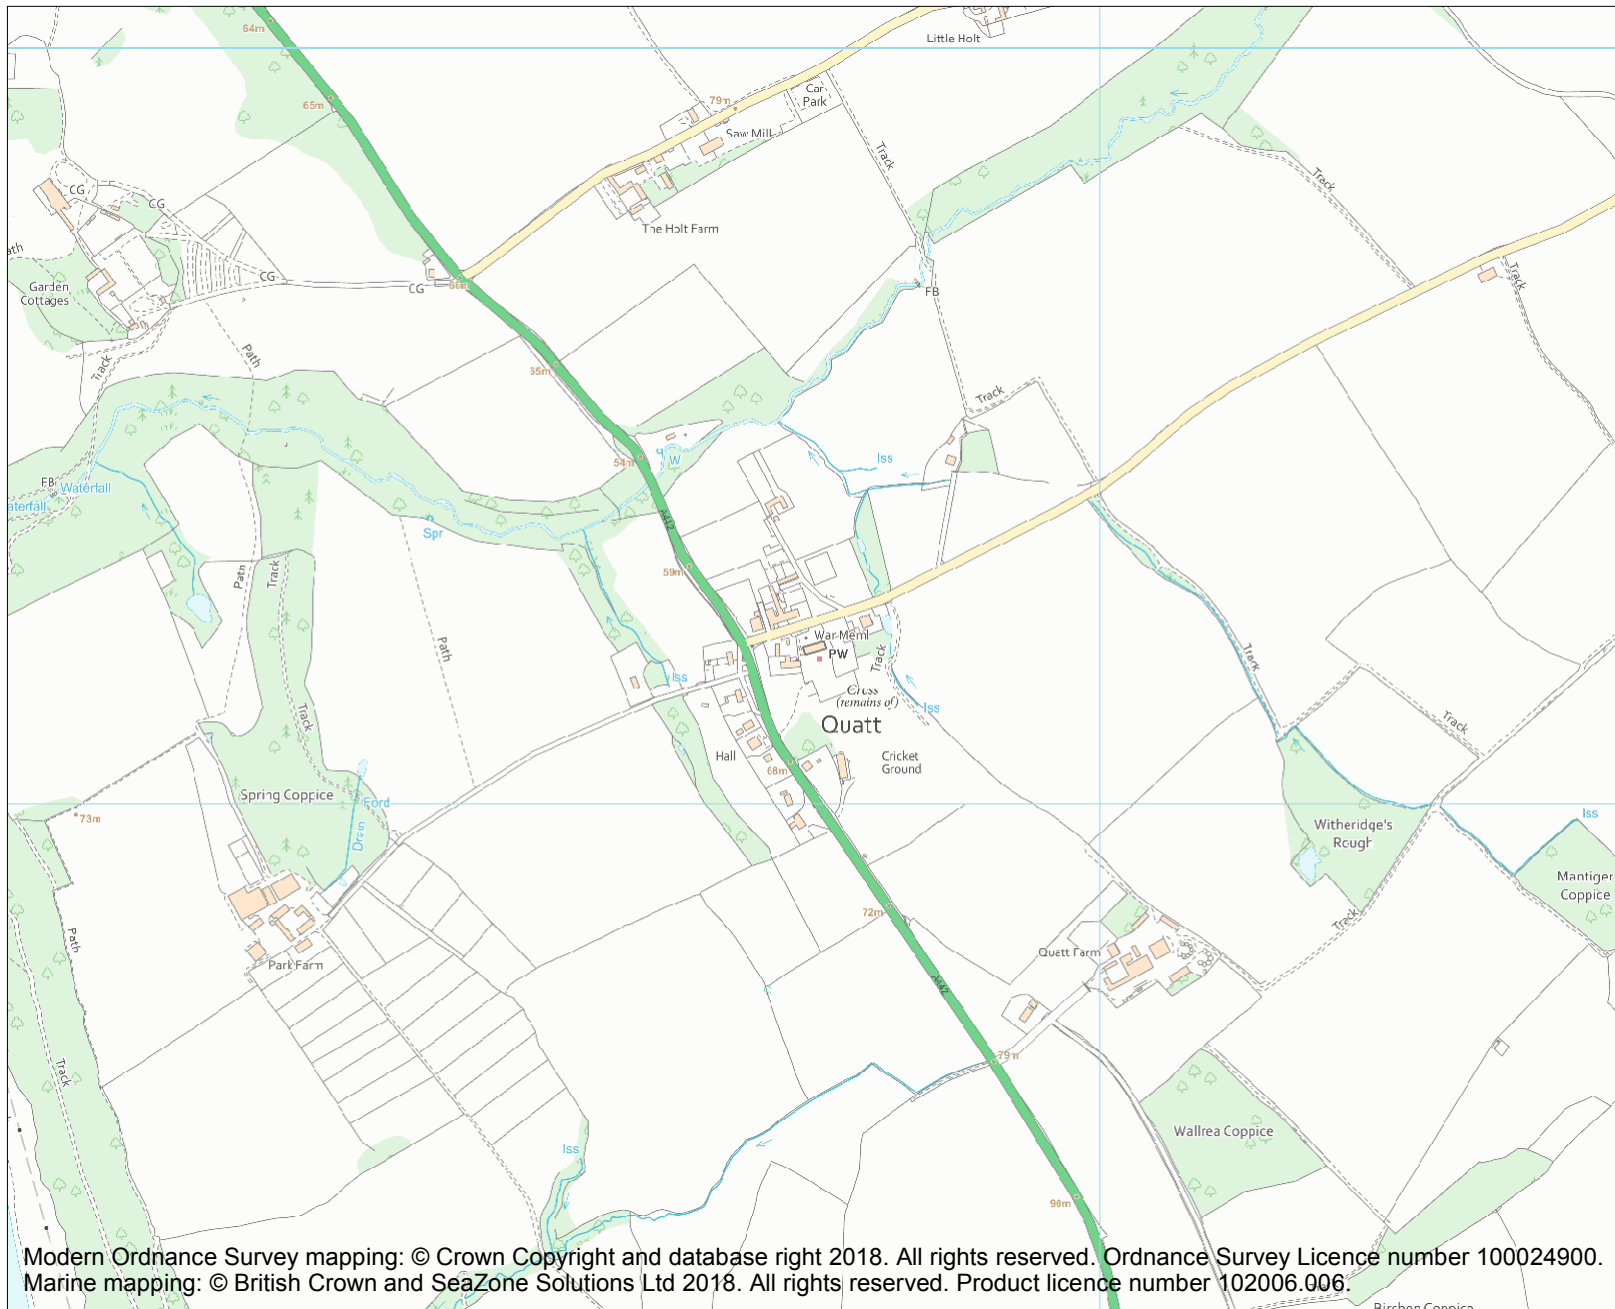 64m
Little Holt
65m
79m
Car
Park
Saw Mill
Track
Track
CG
CG
The Holt Farm
CG
CG
66m
Garden
Cottages
FB
Track
Path
Track
65m
Track
54m
W
Iss
FB
Waterfall
Spr
A442
59m
Path
Track
Path
War Meml
PW
Track
Track
Iss
Cross
(remains of)
Iss
Quatt
Track
Track
Hall
Cricket
Ground
68m
Spring Coppice
Ford
Drain
73m
Witheridge's
Rough
Iss
Mantiger
Coppice
72m
Track
Path
Quatt Farm
Park Farm
A442
79m
Track
Wallrea Coppice
Iss
90m
Modern Ordnance Survey mapping: © Crown Copyright and database right 2018. All rights reserved. Ordnance Survey Licence number 100024900.
Marine mapping: © British Crown and SeaZone Solutions Ltd 2018. All rights reserved. Product licence number 102006.006.